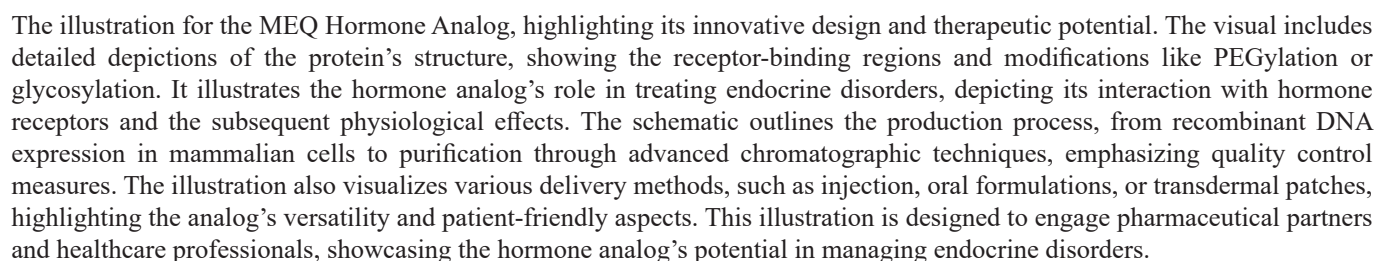 The illustration for the MEQ Hormone Analog, highlighting its innovative design and therapeutic potential. The visual includes
detailed depictions of the protein’s structure, showing the receptor-binding regions and modifications like PEGylation or
glycosylation. It illustrates the hormone analog’s role in treating endocrine disorders, depicting its interaction with hormone
receptors and the subsequent physiological effects. The schematic outlines the production process, from recombinant DNA
expression in mammalian cells to purification through advanced chromatographic techniques, emphasizing quality control
measures. The illustration also visualizes various delivery methods, such as injection, oral formulations, or transdermal patches,
highlighting the analog’s versatility and patient-friendly aspects. This illustration is designed to engage pharmaceutical partners
and healthcare professionals, showcasing the hormone analog’s potential in managing endocrine disorders.